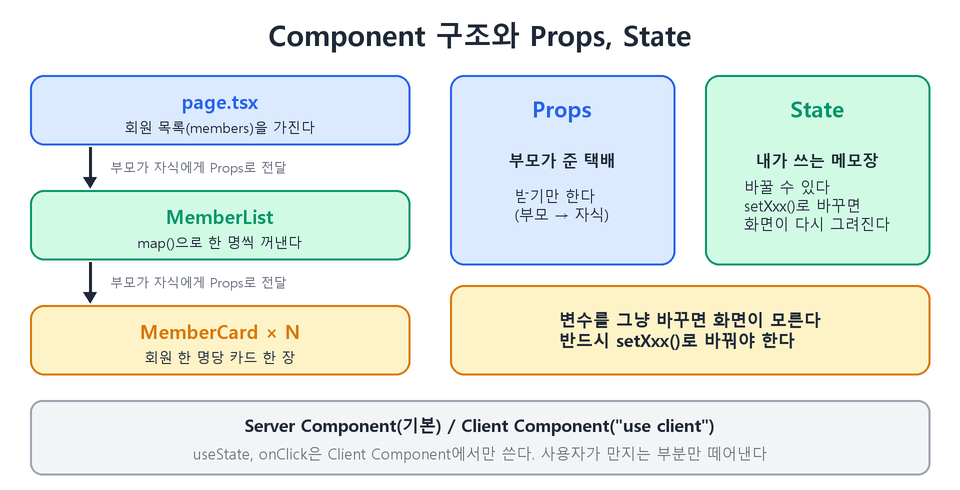 Component 구조와 Props, State
page.tsx
회원 목록(members)을 가진다
부모가 자식에게 Props로 전달
MemberList
map()으로 한 명씩 꺼낸다
부모가 자식에게 Props로 전달
MemberCard × N
회원 한 명당 카드 한 장
Props
부모가 준 택배
받기만 한다
(부모 → 자식)
State
내가 쓰는 메모장
바꿀 수 있다
setXxx()로 바꾸면
화면이 다시 그려진다
변수를 그냥 바꾸면 화면이 모른다
반드시 setXxx()로 바꿔야 한다
Server Component(기본) / Client Component("use client")
useState, onClick은 Client Component에서만 쓴다. 사용자가 만지는 부분만 떼어낸다